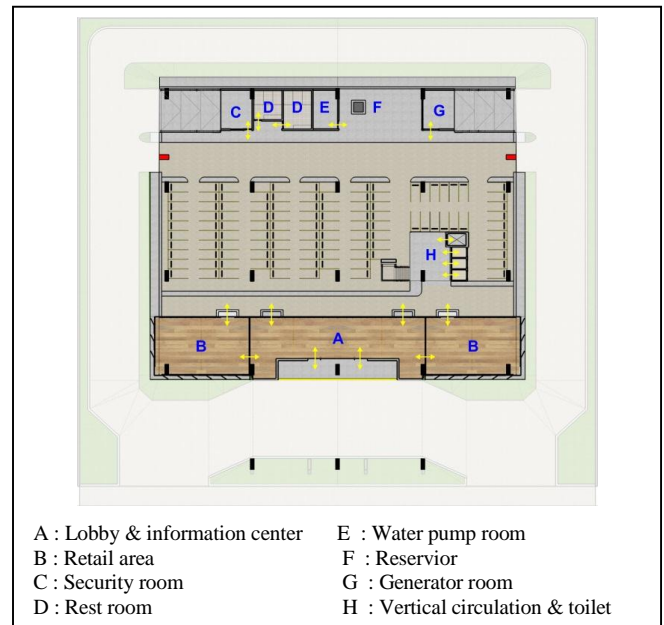 C D D E F G
H
A
B B
A : Lobby & information center E : Water pump room
B : Retail area F : Reservior
C : Security room G : Generator room
D : Rest room H : Vertical circulation & toilet